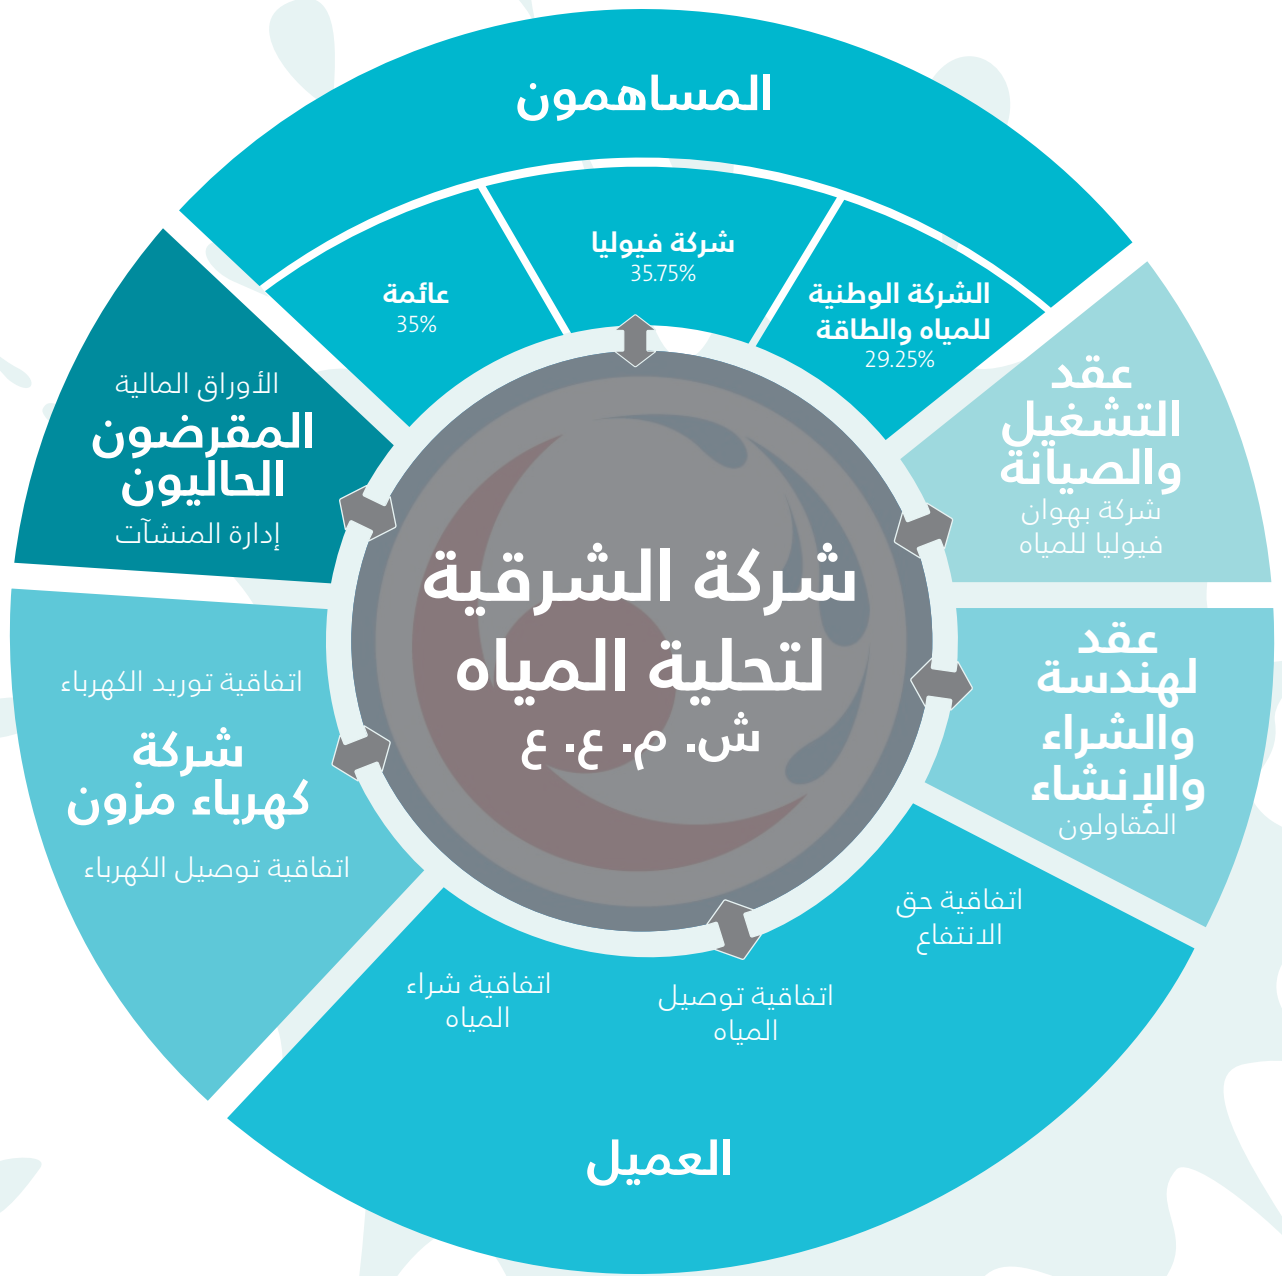 المساهمون
الشركة الوطنية
للمياه والطاقة
29.25%
شركة فيوليا
35.75%
عائمة
35%
عقد
التشغيل
والصيانة
شركة بهوان
فيوليا للمياه
عقد
لهندسة
والشراء
والإنشاء
المقاولون
اتفاقية حق
الانتفاع
اتفاقية توصيل
المياه
اتفاقية شراء
المياه
العميل
اتفاقية توريد الكهرباء
شركة
كهرباء مزون
اتفاقية توصيل الكهرباء
الأوراق المالية
المقرضون
الحاليون
إدارة المنشآت
شركة الشرقية
لتحلية المياه
ش. م. ع. ع